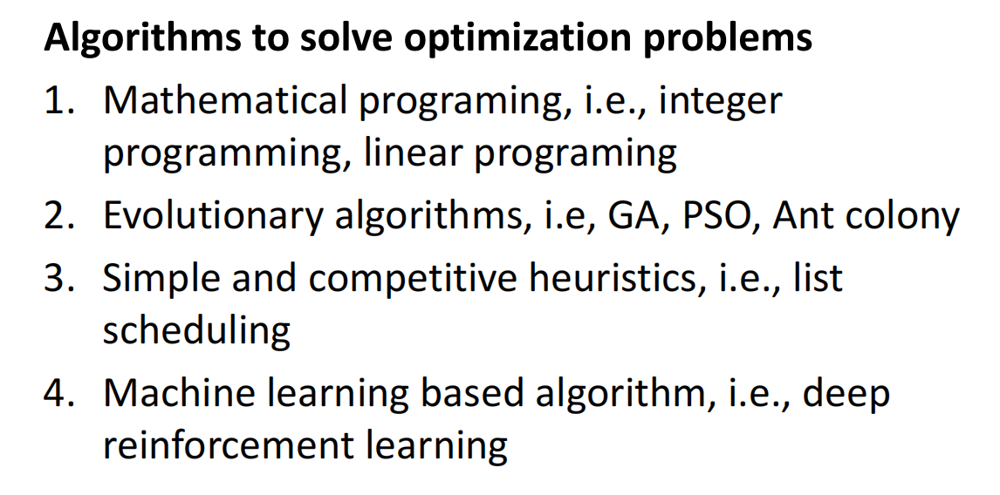 Algorithms to solve optimization problems
1. Mathematical programing, i.e., integer
programming, linear programing
2. Evolutionary algorithms, i.e, GA, PSO, Ant colony
3. Simple and competitive heuristics, i.e., list
scheduling
4. Machine learning based algorithm, i.e., deep
reinforcement learning